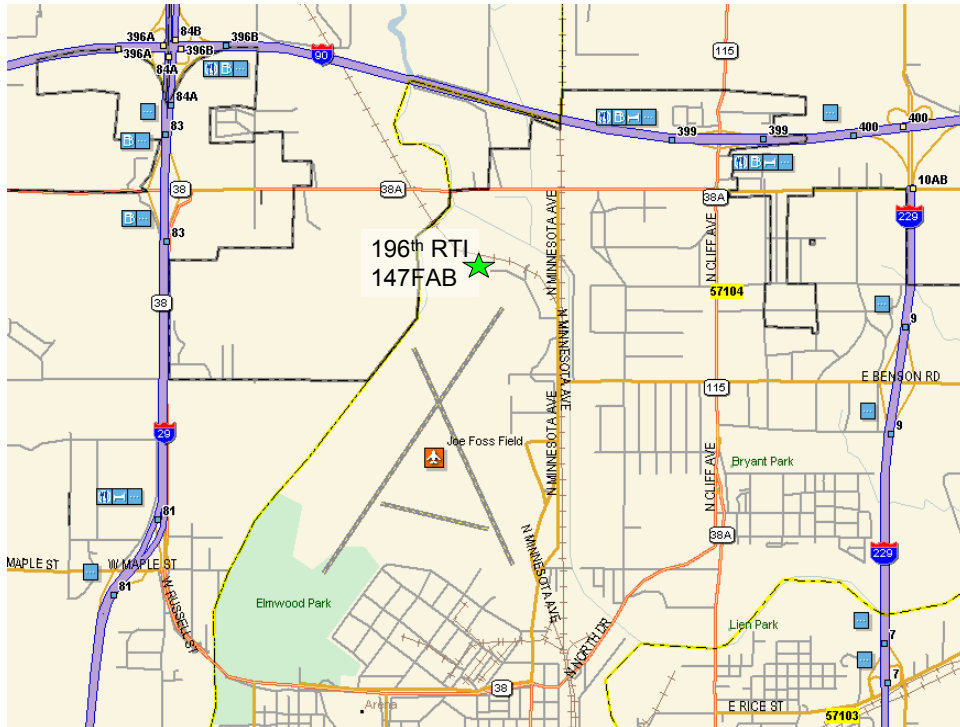 84B
396A
396B
396A
396B
84A
90
115
84A
83
399
399
400
400
38
38A
38A
10AB
229
83
196th RTI
147FAB
N MINNESOTA AVE
N CLIFF AVE
57104
38
N MINNESOTA AVE
9
115
E BENSON RD
29
Joe Foss Field
N MINNESOTA AVE
9
Bryant Park
N CLIFF AVE
81
38A
N MINNESOTA AVE
229
MAPLE ST
W MAPLE ST
81
W RUSSELL ST
Elmwood Park
Lien Park
7
N NORTH DR
7
38
Arena
E RICE ST
57103